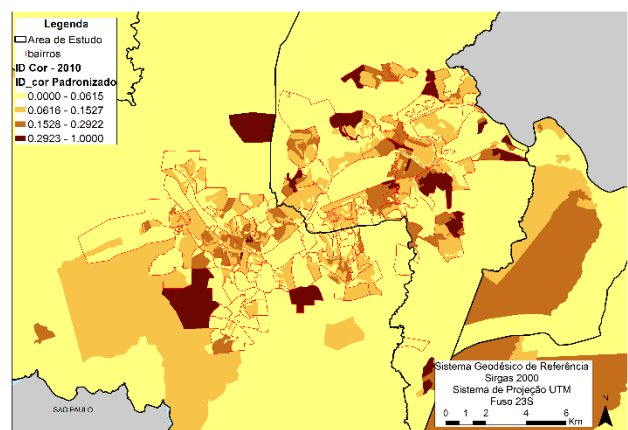 Legenda
Area de Estudo
bairros
ID Cor - 2010
ID_cor Padronizado
0.0000 - 0.0615
0.0616 - 0.1527
0.1528 - 0.2922
0.2923 - 1.0000
Sistema Geodésico de Referência
Sirgas 2000
Sistema de Projeção UTM
Fuso 23S
N
0 1 2 4 6
Km
SAO PAULO